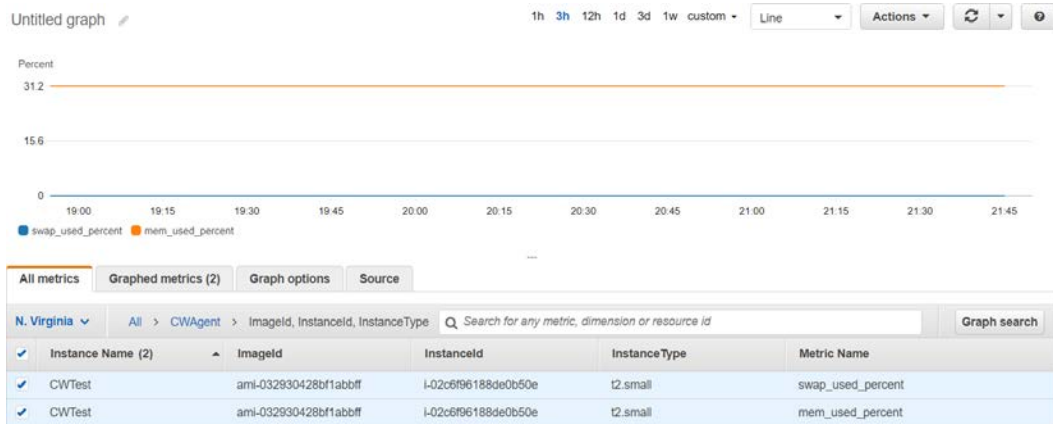 Untitled graph
1h 3h 12h 1d 3d 1w custom Line Actions
Percent
31.2
15.6
0
19:00 19:15 19:30 19:45 20:00 20:15 20:30 20:45 21:00 21:15 21:30 21:45
swap_used_percent mem_used_percent
All metrics Graphed metrics (2) Graph options Source
N. Virginia All > CWAgent > ImageId, InstanceId, InstanceType Search for any metric, dimension or resource id Graph search
Instance Name (2) ImageId InstanceId InstanceType Metric Name
CWTest ami-032930428bf1abbff i-02c6f96188de0b50e t2.small swap_used_percent
CWTest ami-032930428bf1abbff i-02c6f96188de0b50e t2.small mem_used_percent